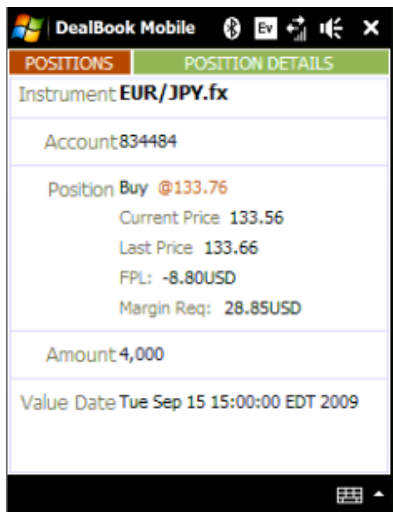 DealBook Mobile Ev
POSITIONS POSITION DETAILS
Instrument EUR/JPY.fx
Account 834484
Position Buy @133.76
Current Price 133.56
Last Price 133.66
FPL: -8.80USD
Margin Req: 28.85USD
Amount 4,000
Value Date Tue Sep 15 15:00:00 EDT 2009